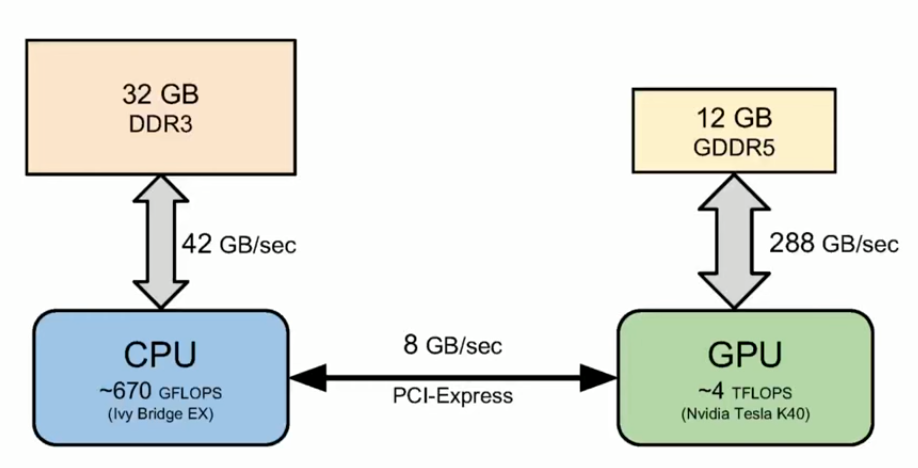 32 GB
DDR3
12 GB
GDDR5
42 GB/sec
288 GB/sec
CPU
~670 GFLOPS
(Ivy Bridge EX)
8 GB/sec
PCI-Express
GPU
~4 TFLOPS
(Nvidia Tesla K40)